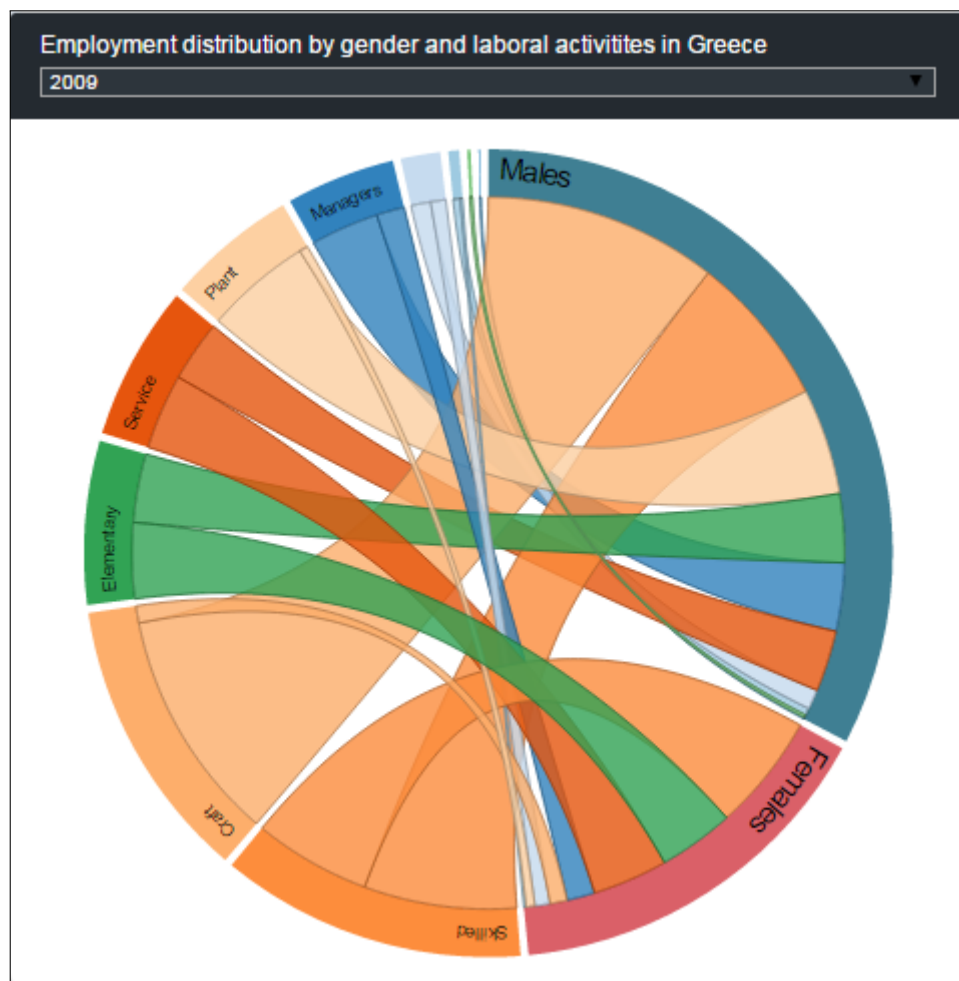 Employment distribution by gender and laboral activitites in Greece
2009
Males
Managers
Plant
Service
Elementary
Craft
Skilled
Females